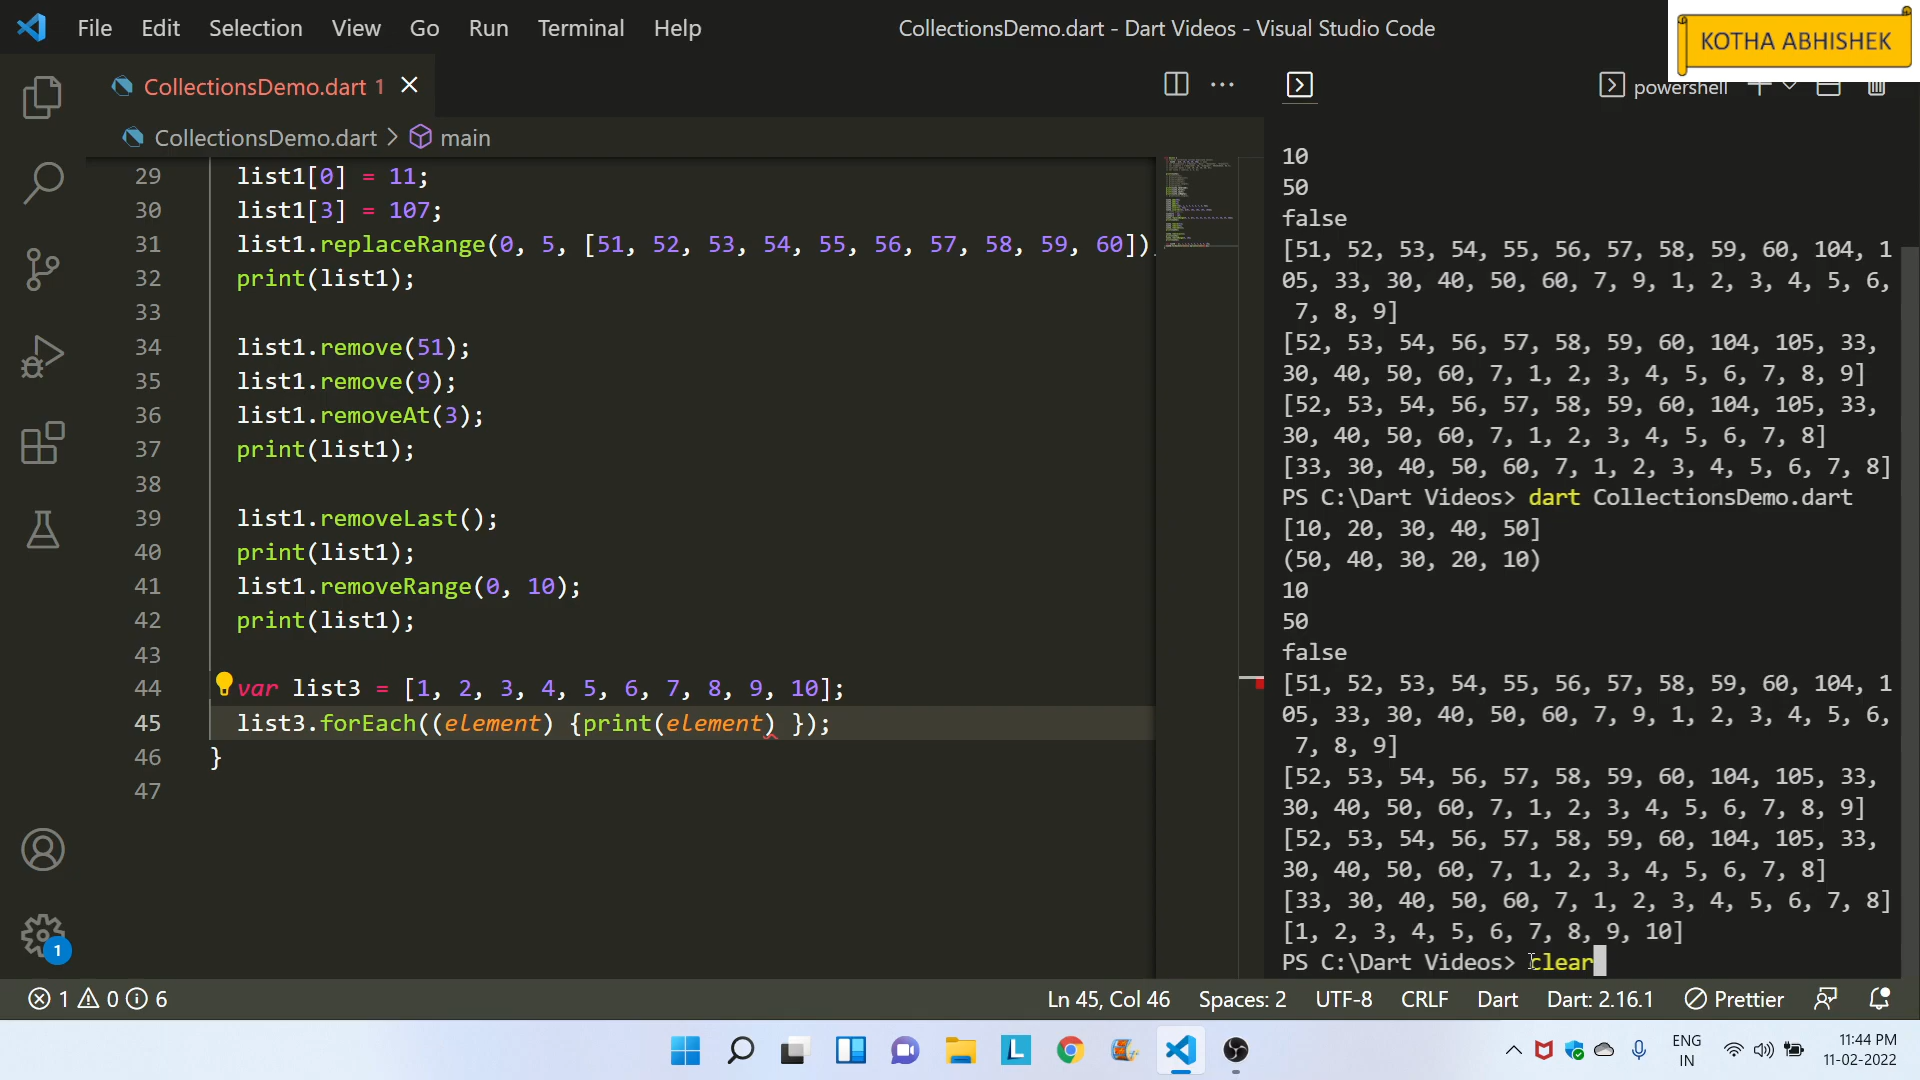 File Edit Selection View Go Run Terminal Help
CollectionsDemo.dart - Dart Videos - Visual Studio Code
KOTHA ABHISHEK
CollectionsDemo.dart 1
powershell
CollectionsDemo.dart > main
29 list1[0] = 11;
30 list1[3] = 107;
31 list1.replaceRange(0, 5, [51, 52, 53, 54, 55, 56, 57, 58, 59, 60])
32 print(list1);
33
34 list1.remove(51);
35 list1.remove(9);
36 list1.removeAt(3);
37 print(list1);
38
39 list1.removeLast();
40 print(list1);
41 list1.removeRange(0, 10);
42 print(list1);
43
44 var list3 = [1, 2, 3, 4, 5, 6, 7, 8, 9, 10];
45 list3.forEach((element) {print(element) });
46 }
47
10
50
false
[51, 52, 53, 54, 55, 56, 57, 58, 59, 60, 104, 1
05, 33, 30, 40, 50, 60, 7, 9, 1, 2, 3, 4, 5, 6,
7, 8, 9]
[52, 53, 54, 56, 57, 58, 59, 60, 104, 105, 33,
30, 40, 50, 60, 7, 1, 2, 3, 4, 5, 6, 7, 8, 9]
[52, 53, 54, 56, 57, 58, 59, 60, 104, 105, 33,
30, 40, 50, 60, 7, 1, 2, 3, 4, 5, 6, 7, 8]
[33, 30, 40, 50, 60, 7, 1, 2, 3, 4, 5, 6, 7, 8]
PS C:\Dart Videos> dart CollectionsDemo.dart
[10, 20, 30, 40, 50]
(50, 40, 30, 20, 10)
10
50
false
[51, 52, 53, 54, 55, 56, 57, 58, 59, 60, 104, 1
05, 33, 30, 40, 50, 60, 7, 9, 1, 2, 3, 4, 5, 6,
7, 8, 9]
[52, 53, 54, 56, 57, 58, 59, 60, 104, 105, 33,
30, 40, 50, 60, 7, 1, 2, 3, 4, 5, 6, 7, 8, 9]
[52, 53, 54, 56, 57, 58, 59, 60, 104, 105, 33,
30, 40, 50, 60, 7, 1, 2, 3, 4, 5, 6, 7, 8]
[33, 30, 40, 50, 60, 7, 1, 2, 3, 4, 5, 6, 7, 8]
[1, 2, 3, 4, 5, 6, 7, 8, 9, 10]
PS C:\Dart Videos> clear
1
1 0 6
Ln 45, Col 46 Spaces: 2 UTF-8 CRLF Dart Dart: 2.16.1 Prettier
L
ENG
IN
11:44 PM
11-02-2022